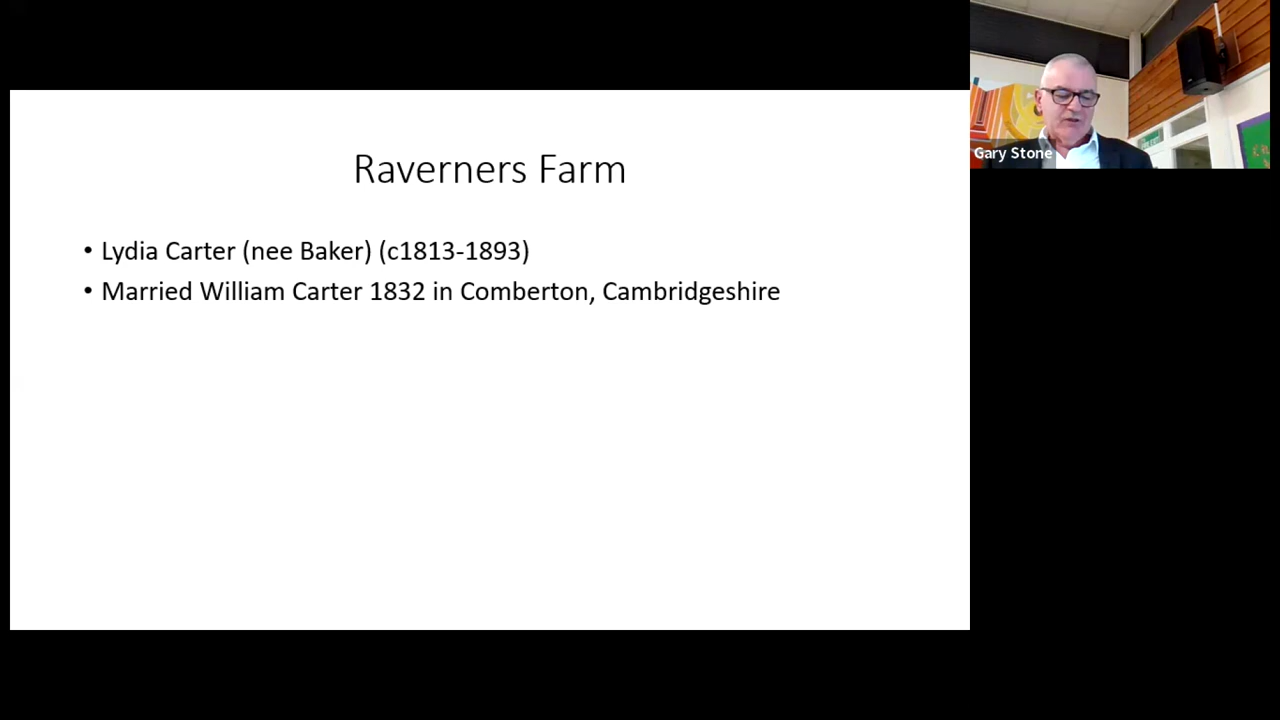 Raverners Farm
• Lydia Carter (nee Baker) (c1813-1893)
• Married William Carter 1832 in Comberton, Cambridgeshire
Gary Stone